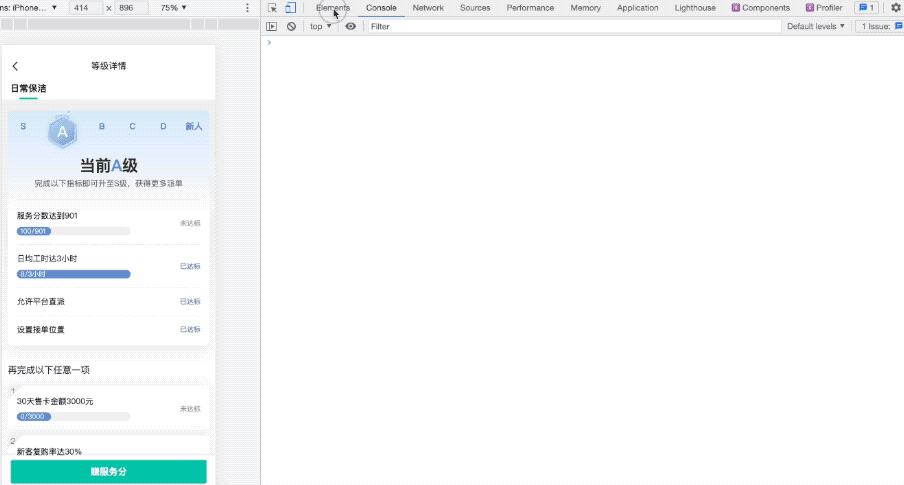 ns: iPhone... ▼ 414 × 896 75% ▼
Elements Console Network Sources Performance Memory Application Lighthouse Components Profiler 1
top ▼ Filter Default levels ▼ 1 Issue:
等级详情
日常保洁
S A B C D 新人
当前A级
完成以下指标即可升至S级，获得更多派单
服务分数达到901
未达标
100/901
日均工时达3小时
已达标
8/3小时
允许平台直派 已达标
设置接单位置 已达标
再完成以下任意一项
1
30天售卡金额3000元
未达标
0/3000
2
新客复购率达30%
赚服务分